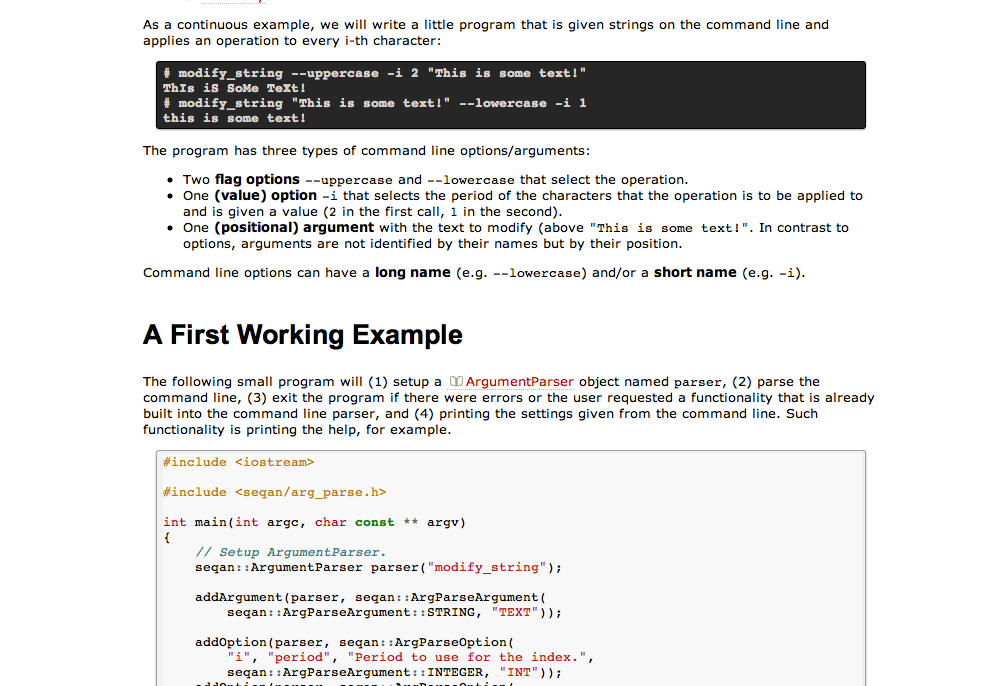 As a continuous example, we will write a little program that is given strings on the command line and
applies an operation to every i-th character:
# modify_string --uppercase -i 2 "This is some text!"
ThIs iS SoMe TeXt!
# modify_string "This is some text!" --lowercase -i 1
this is some text!
The program has three types of command line options/arguments:
• Two flag options --uppercase and --lowercase that select the operation.
• One (value) option -i that selects the period of the characters that the operation is to be applied to
and is given a value (2 in the first call, 1 in the second).
• One (positional) argument with the text to modify (above "This is some text!". In contrast to
options, arguments are not identified by their names but by their position.
Command line options can have a long name (e.g. --lowercase) and/or a short name (e.g. -i).
A First Working Example
The following small program will (1) setup a ArgumentParser object named parser, (2) parse the
command line, (3) exit the program if there were errors or the user requested a functionality that is already
built into the command line parser, and (4) printing the settings given from the command line. Such
functionality is printing the help, for example.
#include <iostream>
#include <seqan/arg_parse.h>
int main(int argc, char const ** argv)
{
// Setup ArgumentParser.
seqan::ArgumentParser parser("modify_string");
addArgument(parser, seqan::ArgParseArgument(
seqan::ArgParseArgument::STRING, "TEXT"));
addOption(parser, seqan::ArgParseOption(
"i", "period", "Period to use for the index.",
seqan::ArgParseArgument::INTEGER, "INT"));